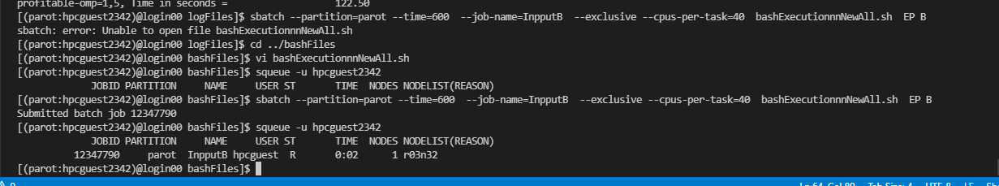 profitable-omp=1,5, Time in seconds =                   122.50
[(parot:hpcguest2342)@login00 logFiles]$ sbatch --partition=parot --time=600  --job-name=InpputB  --exclusive --cpus-per-task=40  bashExecutionnnNewAll.sh  EP B
sbatch: error: Unable to open file bashExecutionnnNewAll.sh
[(parot:hpcguest2342)@login00 logFiles]$ cd ../bashFiles
[(parot:hpcguest2342)@login00 bashFiles]$ vi bashExecutionnnNewAll.sh
[(parot:hpcguest2342)@login00 bashFiles]$ squeue -u hpcguest2342
JOBID PARTITION     NAME     USER ST       TIME  NODES NODELIST(REASON)
[(parot:hpcguest2342)@login00 bashFiles]$ sbatch --partition=parot --time=600  --job-name=InpputB  --exclusive --cpus-per-task=40  bashExecutionnnNewAll.sh  EP B
Submitted batch job 12347790
[(parot:hpcguest2342)@login00 bashFiles]$ squeue -u hpcguest2342
JOBID PARTITION     NAME     USER ST       TIME  NODES NODELIST(REASON)
12347790     parot  InpputB hpcguest  R       0:02      1 r03n32
[(parot:hpcguest2342)@login00 bashFiles]$